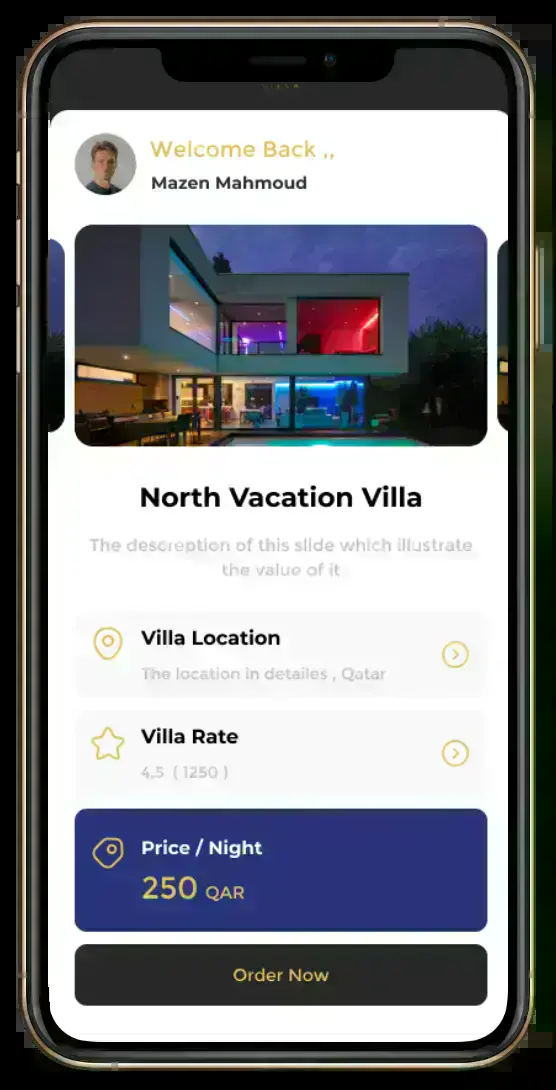 Welcome Back ,,
Mazen Mahmoud
North Vacation Villa
The descreption of this slide which illustrate
the value of it
Villa Location
The location in detailes , Qatar
Villa Rate
4,5 ( 1250 )
Price / Night
250 QAR
Order Now